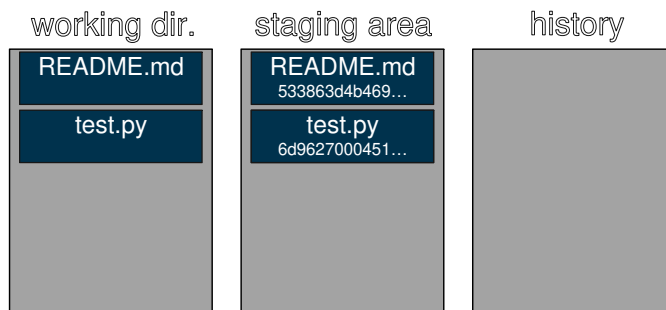 working dir.
staging area
history
README.md
test.py
README.md
533863d4b469…
test.py
6d9627000451…